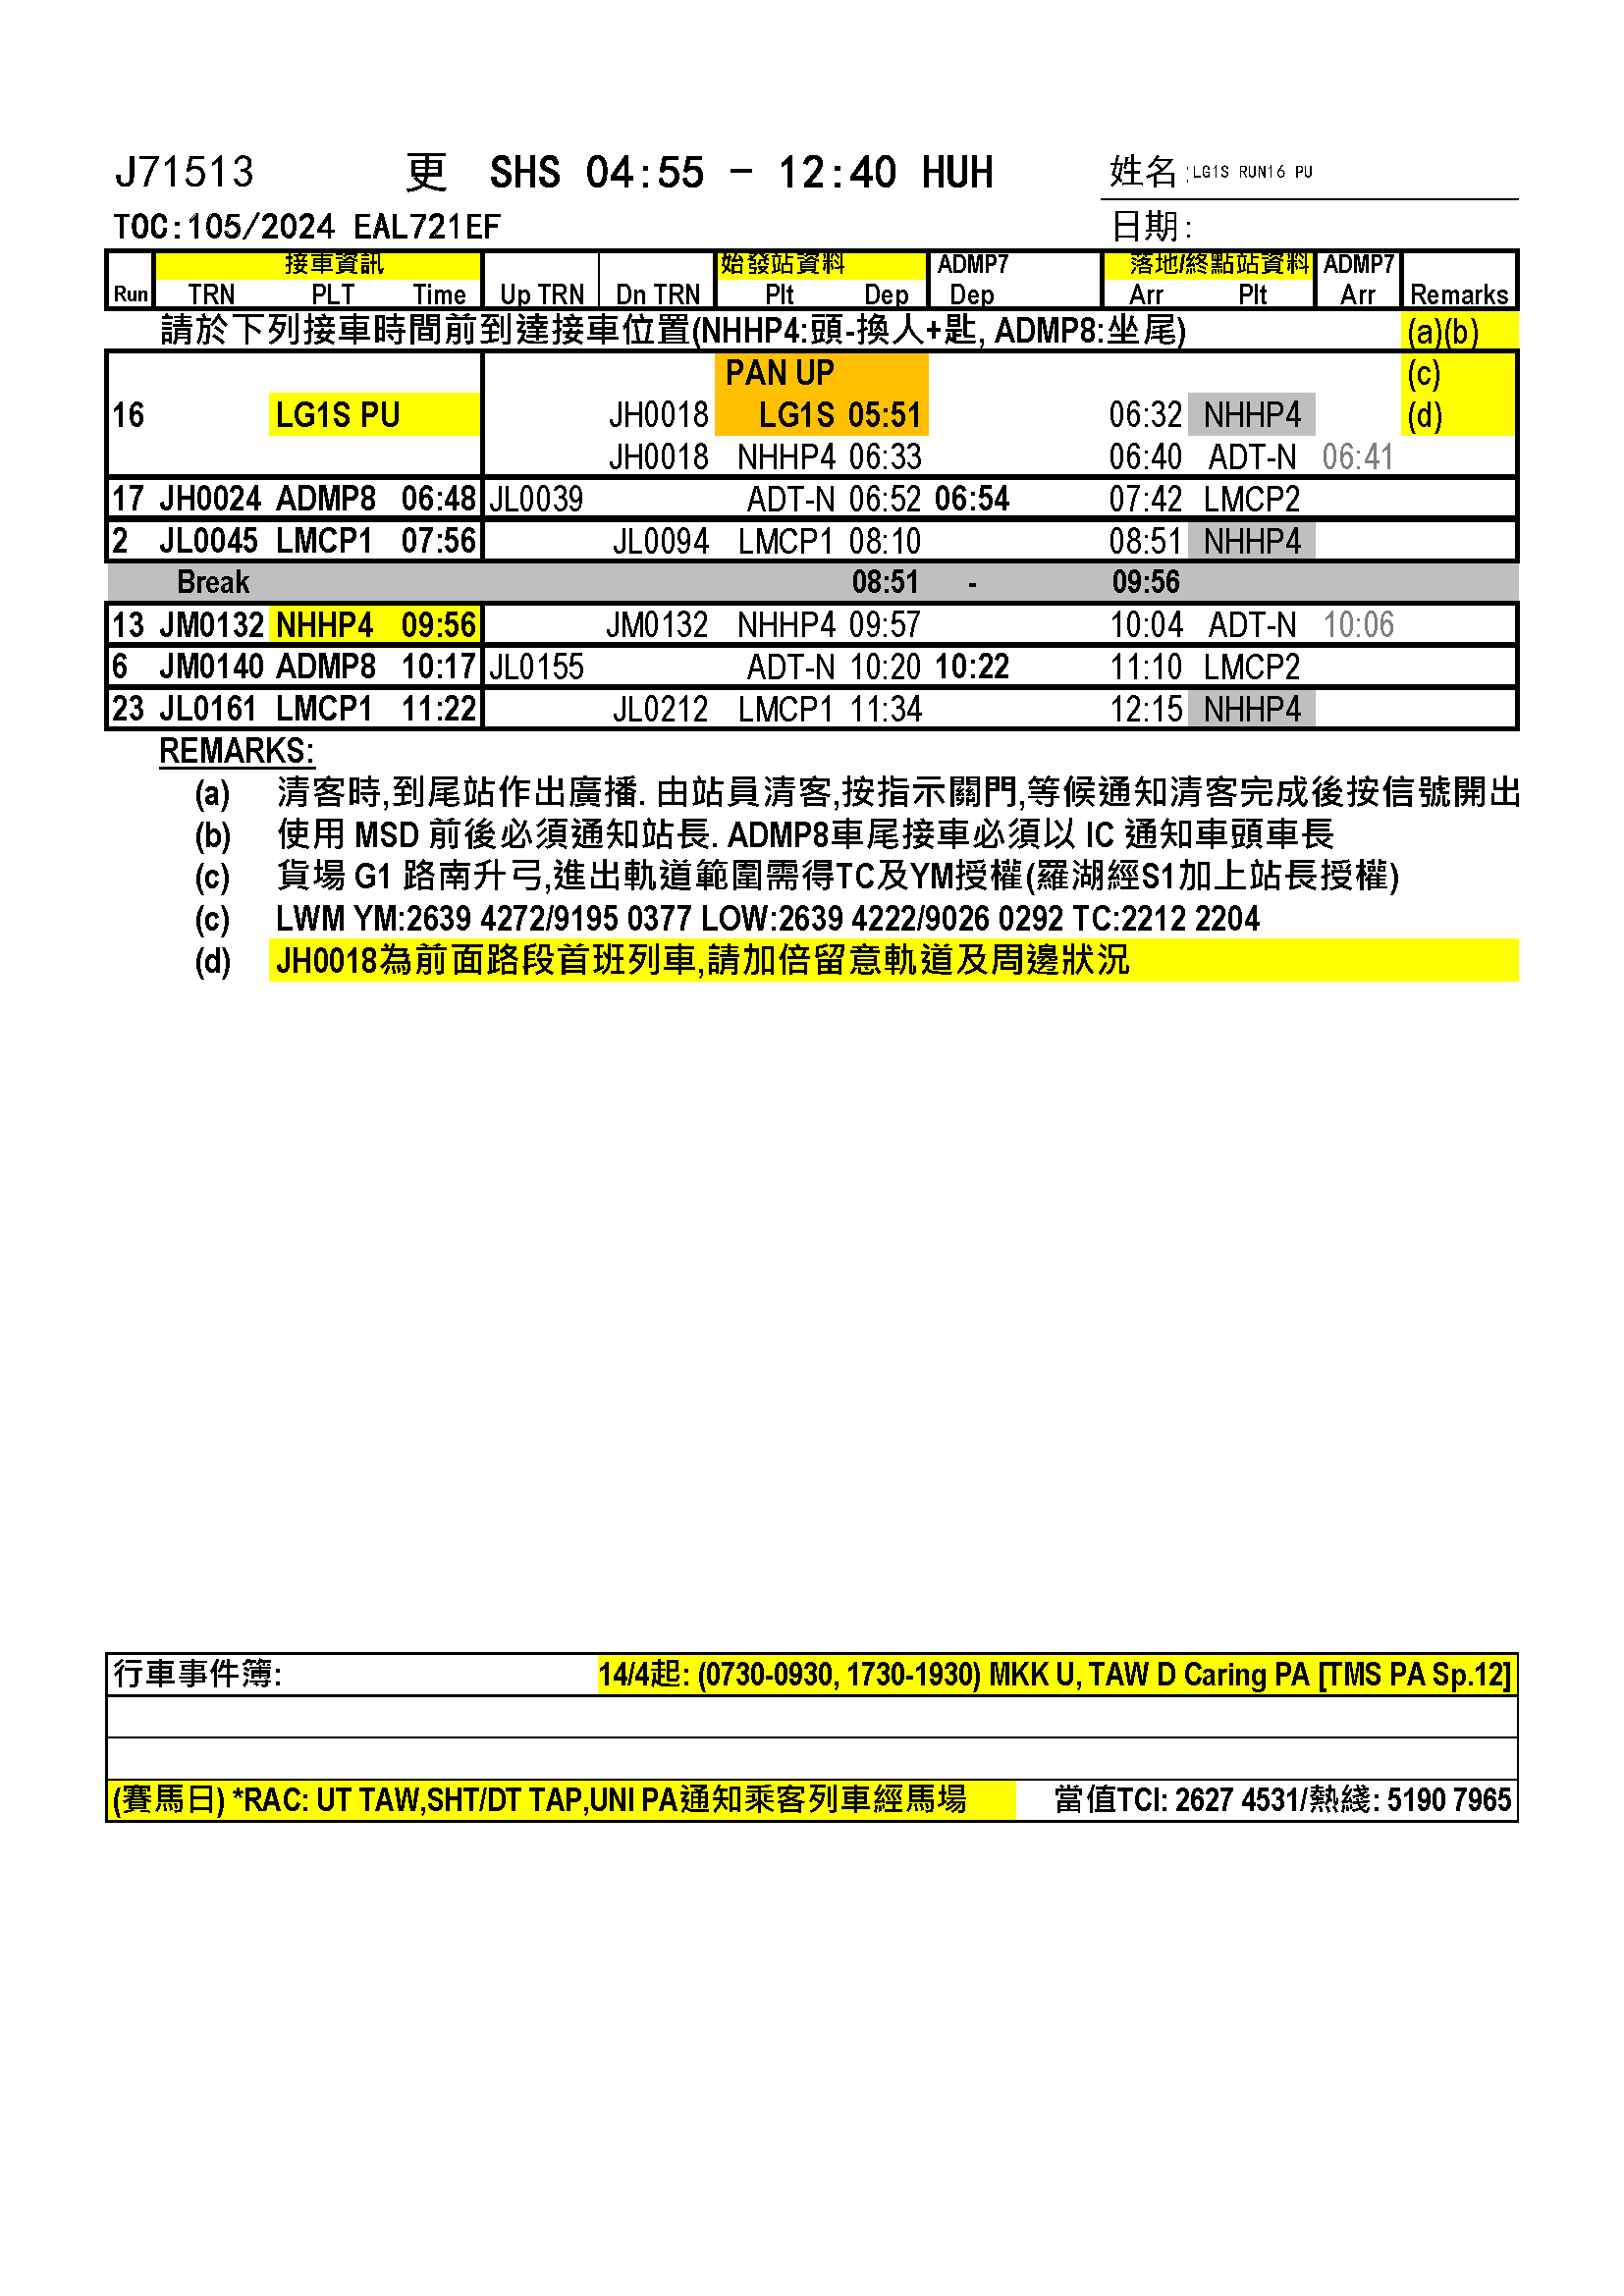 J71513 更 SHS 04:55 - 12:40 HUH 姓名:LG1S RUN16 PU
TOC:105/2024 EAL721EF 日期:
接車資訊 始發站資料 ADMP7 落地/終點站資料 ADMP7
Run TRN PLT Time Up TRN Dn TRN Plt Dep Dep Arr Plt Arr Remarks
請於下列接車時間前到達接車位置(NHHP4:頭-換人+匙, ADMP8:坐尾) (a)(b)
PAN UP (c)
16 LG1S PU JH0018 LG1S 05:51 06:32 NHHP4 (d)
JH0018 NHHP4 06:33 06:40 ADT-N 06:41
17 JH0024 ADMP8 06:48 JL0039 ADT-N 06:52 06:54 07:42 LMCP2
2 JL0045 LMCP1 07:56 JL0094 LMCP1 08:10 08:51 NHHP4
Break 08:51 - 09:56
13 JM0132 NHHP4 09:56 JM0132 NHHP4 09:57 10:04 ADT-N 10:06
6 JM0140 ADMP8 10:17 JL0155 ADT-N 10:20 10:22 11:10 LMCP2
23 JL0161 LMCP1 11:22 JL0212 LMCP1 11:34 12:15 NHHP4
REMARKS:
(a) 清客時,到尾站作出廣播. 由站員清客,按指示關門,等候通知清客完成後按信號開出
(b) 使用 MSD 前後必須通知站長. ADMP8車尾接車必須以 IC 通知車頭車長
(c) 貨場 G1 路南升弓,進出軌道範圍需得TC及YM授權(羅湖經S1加上站長授權)
(c) LWM YM:2639 4272/9195 0377 LOW:2639 4222/9026 0292 TC:2212 2204
(d) JH0018為前面路段首班列車,請加倍留意軌道及周邊狀況
行車事件簿: 14/4起: (0730-0930, 1730-1930) MKK U, TAW D Caring PA [TMS PA Sp.12]
(賽馬日) *RAC: UT TAW,SHT/DT TAP,UNI PA通知乘客列車經馬場 當值TCI: 2627 4531/熱綫: 5190 7965